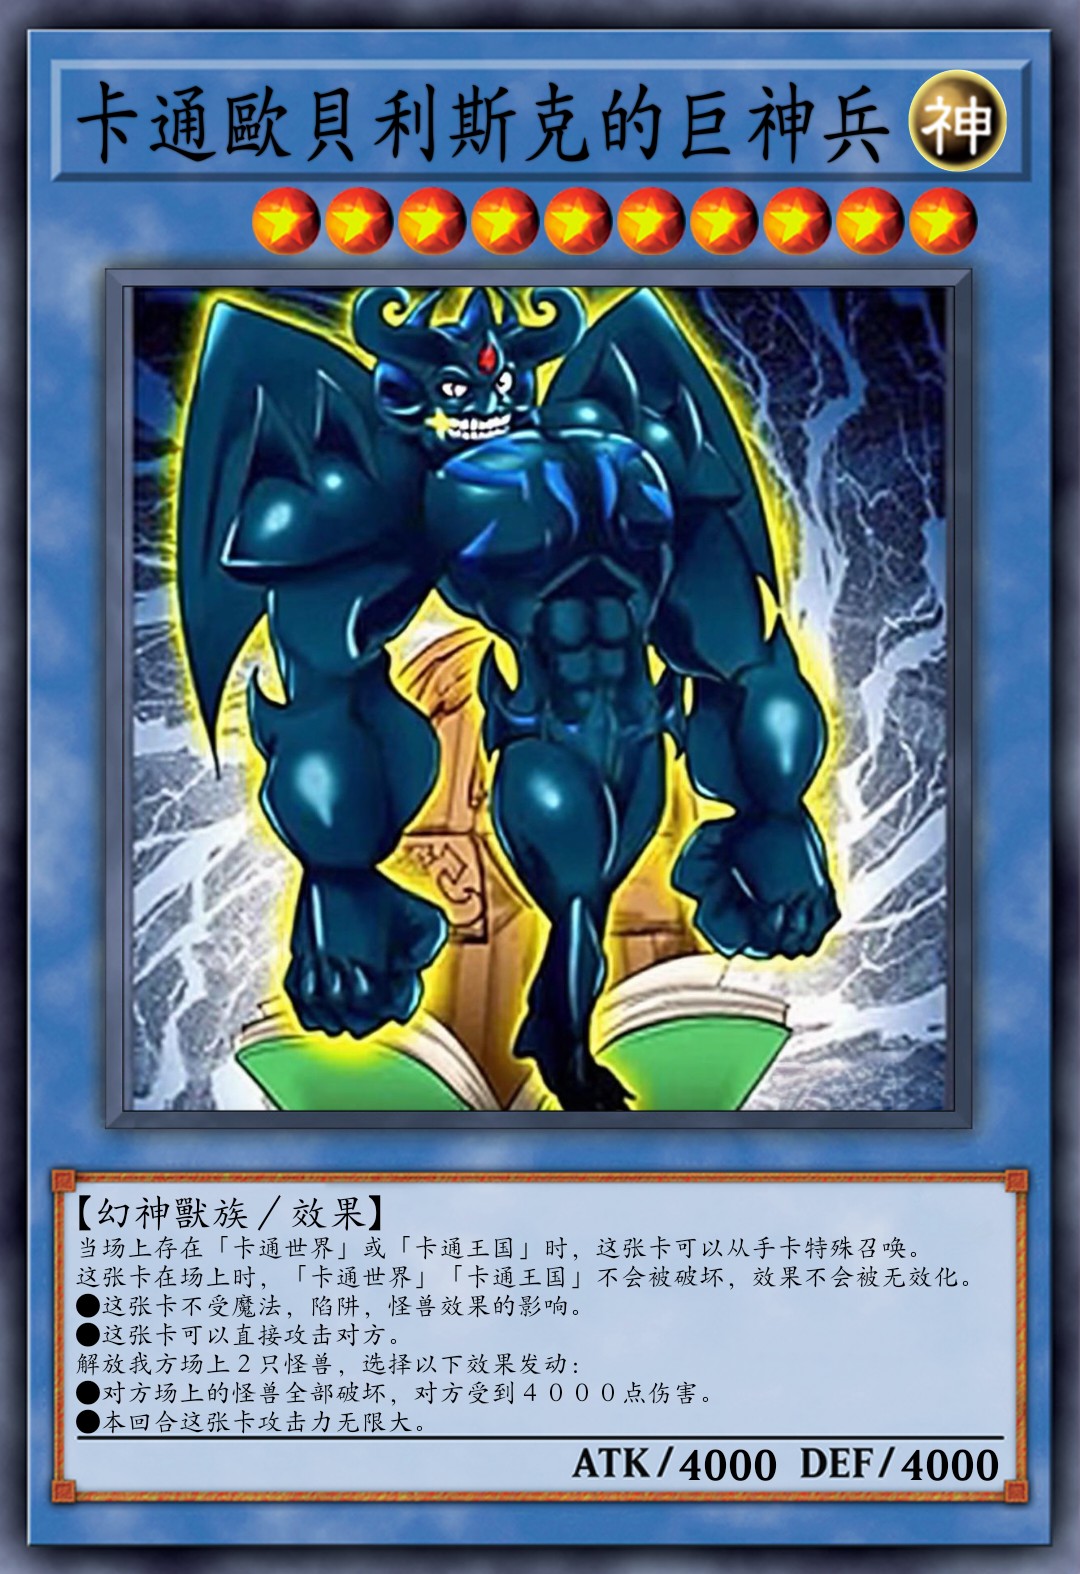 卡通歐貝利斯克的巨神兵
神
【幻神獸族／效果】
当场上存在「卡通世界」或「卡通王国」时，这张卡可以从手卡特殊召唤。
这张卡在场上时，「卡通世界」「卡通王国」不会被破坏，效果不会被无效化。
●这张卡不受魔法，陷阱，怪兽效果的影响。
●这张卡可以直接攻击对方。
解放我方场上２只怪兽，选择以下效果发动：
●对方场上的怪兽全部破坏，对方受到４０００点伤害。
●本回合这张卡攻击力无限大。
ATK/4000 DEF/4000